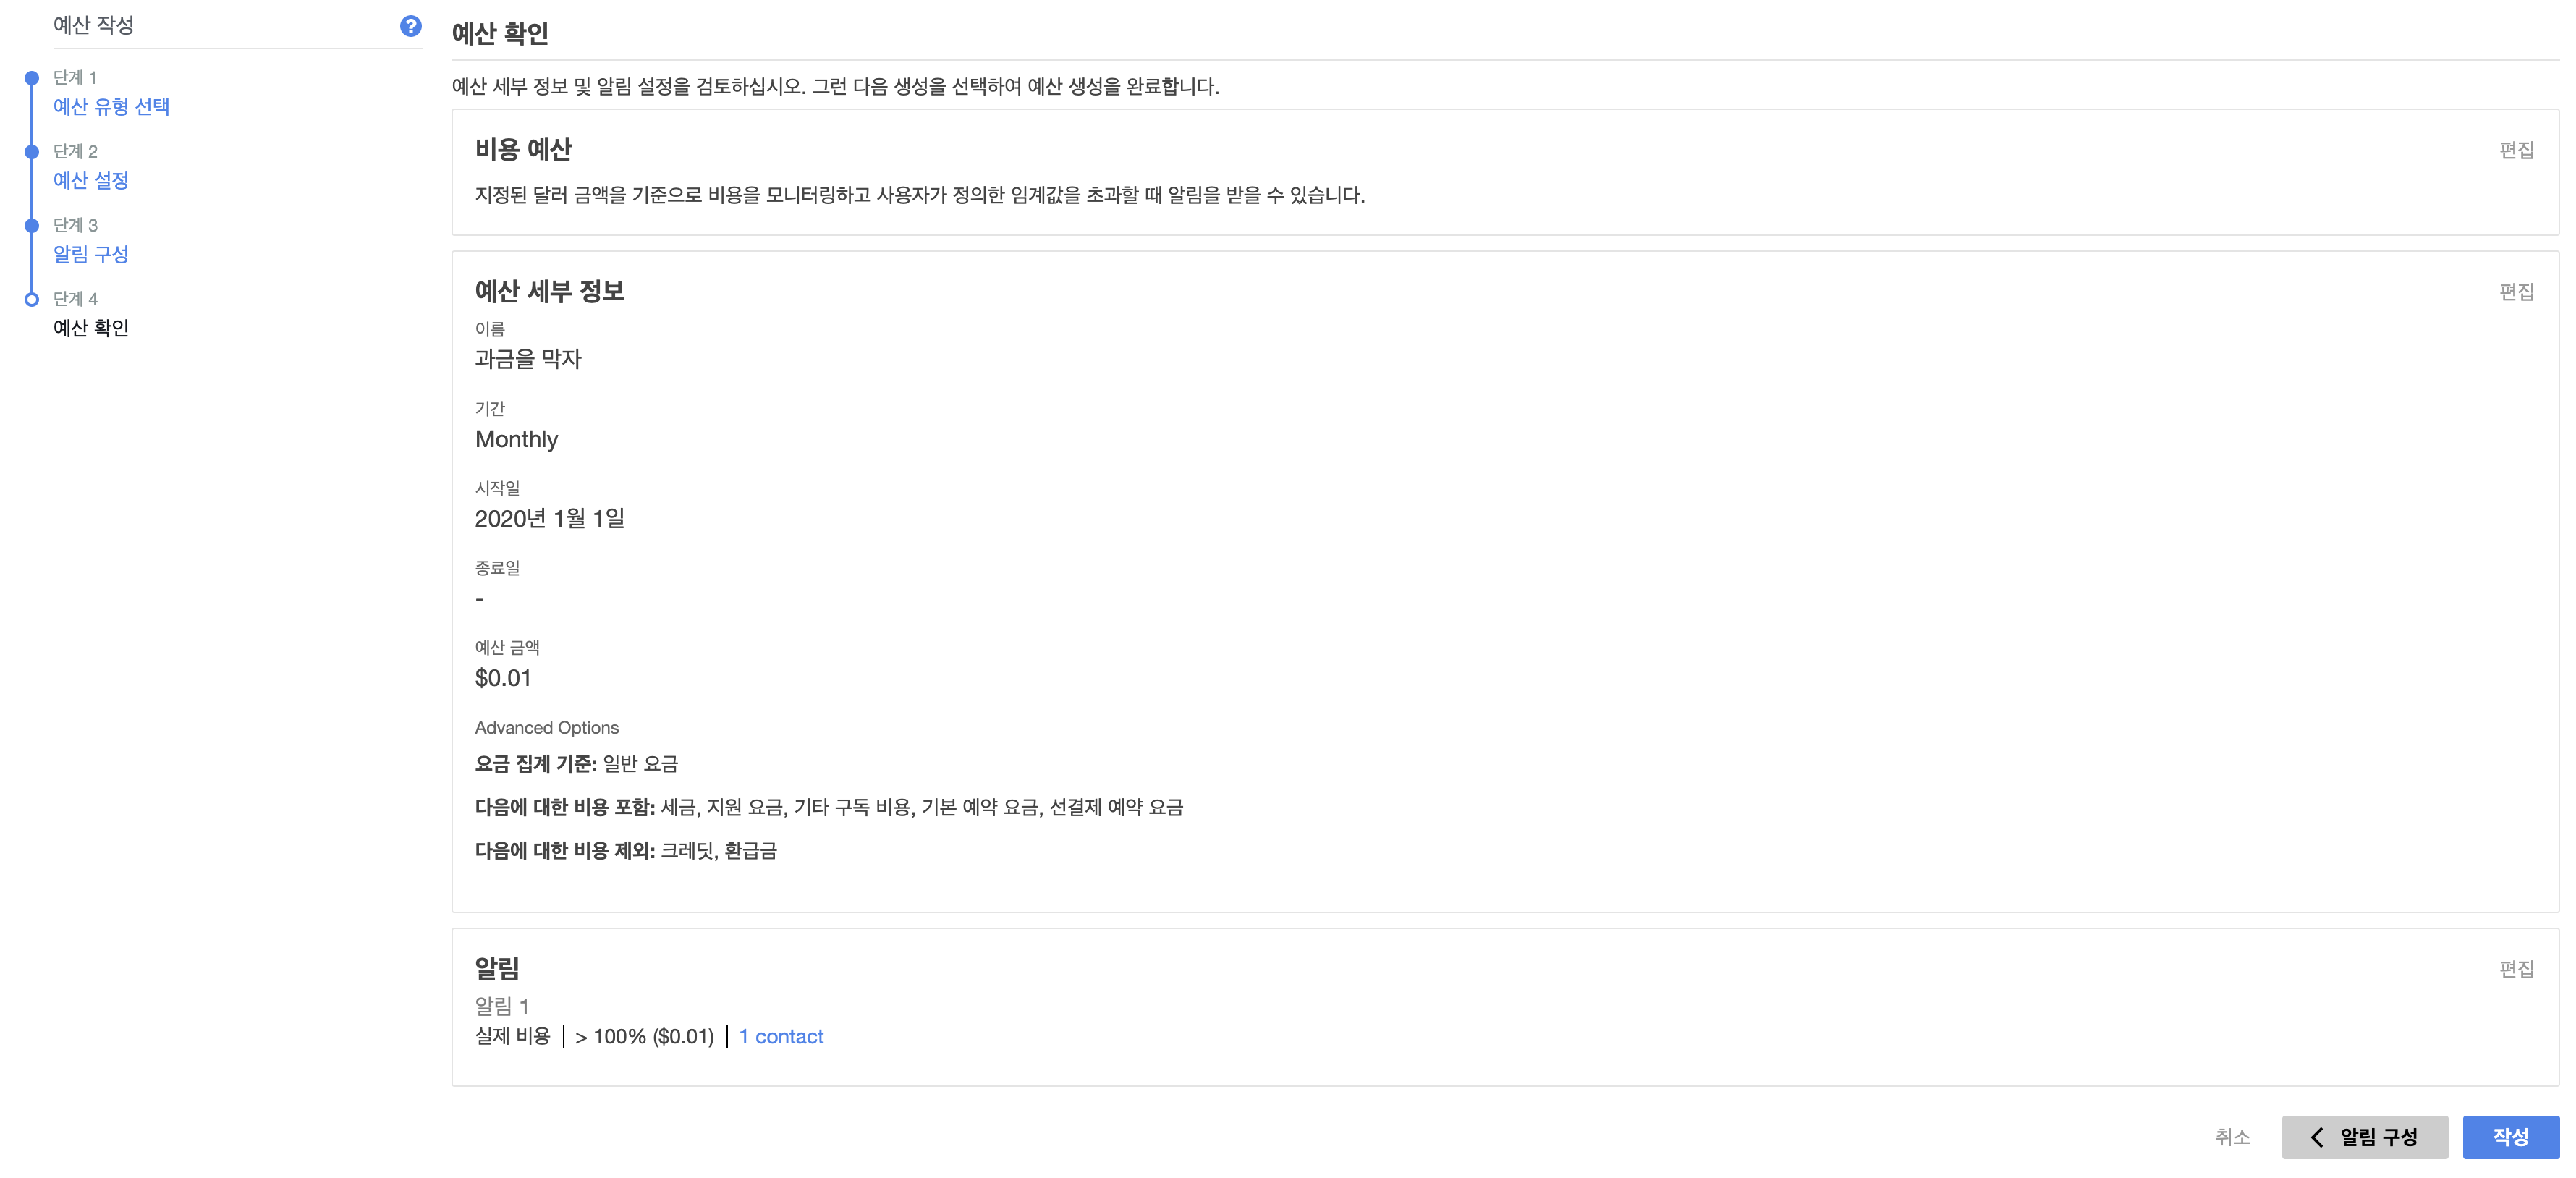 예산 작성
단계 1
예산 유형 선택
단계 2
예산 설정
단계 3
알림 구성
단계 4
예산 확인
예산 확인
예산 세부 정보 및 알림 설정을 검토하십시오. 그런 다음 생성을 선택하여 예산 생성을 완료합니다.
비용 예산
편집
지정된 달러 금액을 기준으로 비용을 모니터링하고 사용자가 정의한 임계값을 초과할 때 알림을 받을 수 있습니다.
예산 세부 정보
편집
이름
과금을 막자
기간
Monthly
시작일
2020년 1월 1일
종료일
-
예산 금액
$0.01
Advanced Options
요금 집계 기준: 일반 요금
다음에 대한 비용 포함: 세금, 지원 요금, 기타 구독 비용, 기본 예약 요금, 선결제 예약 요금
다음에 대한 비용 제외: 크레딧, 환급금
알림
편집
알림 1
실제 비용 | > 100% ($0.01) | 1 contact
취소
알림 구성
작성